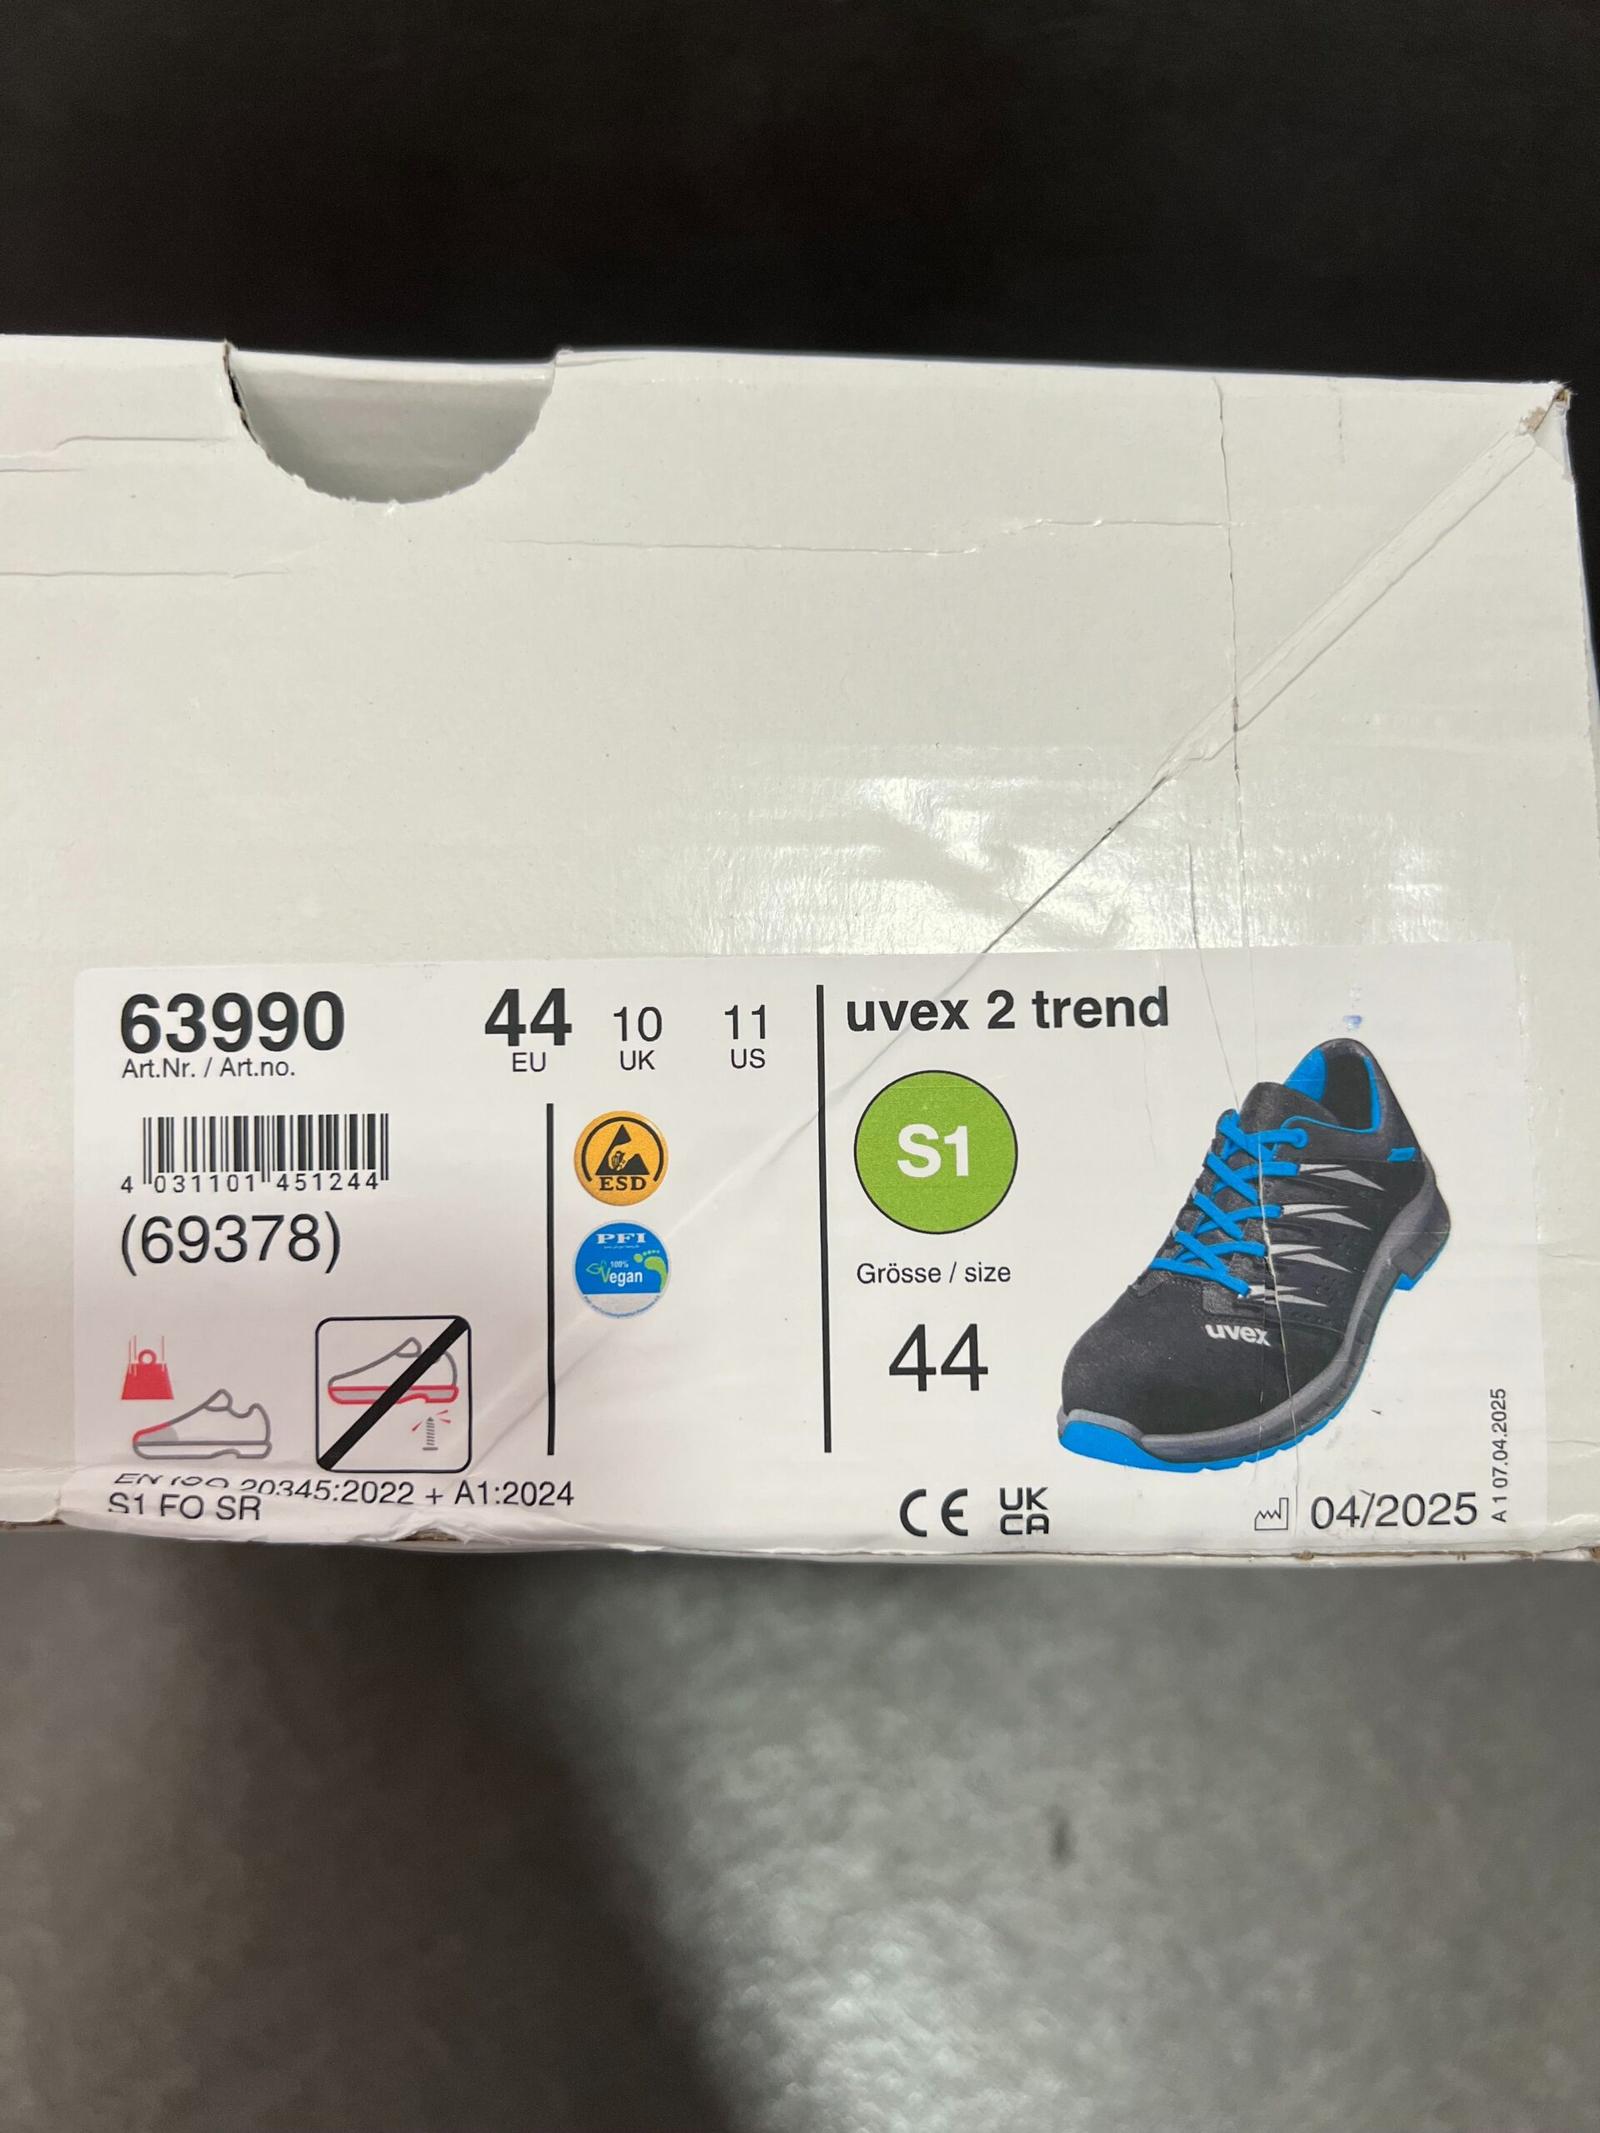 63990
Art.Nr. / Art.no.
44 10 11
EU UK US
4 031101 451244
(69378)
ESD
PFI
100%
Vegan
EN ISO 20345:2022 + A1:2024
S1 FO SR
uvex 2 trend
S1
Grösse / size
44
uvex
CE UK
CA
04/2025
A 1 07.04.2025